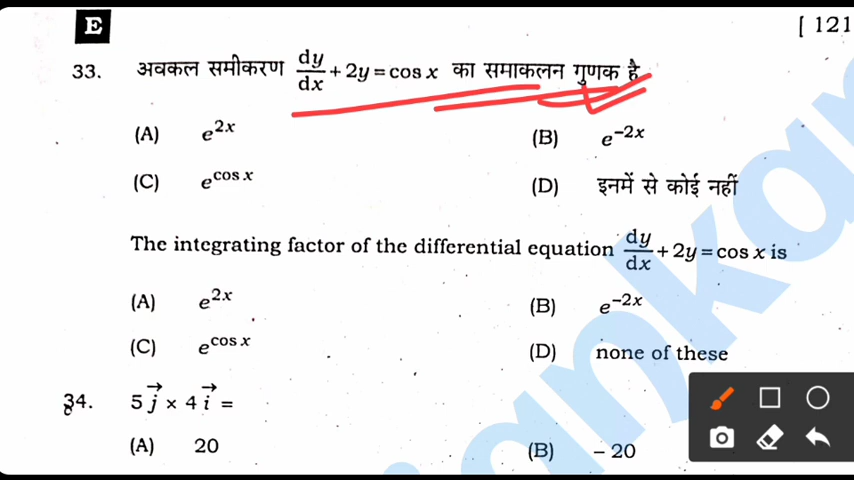 E [ 121
33. अवकल समीकरण dy/dx + 2y = cos x का समाकलन गुणक है
(A) e^{2x} (B) e^{-2x}
(C) e^{cos x} (D) इनमें से कोई नहीं
The integrating factor of the differential equation dy/dx + 2y = cos x is
(A) e^{2x} (B) e^{-2x}
(C) e^{cos x} (D) none of these
34. 5 j⃗ × 4 i⃗ =
(A) 20 (B) – 20